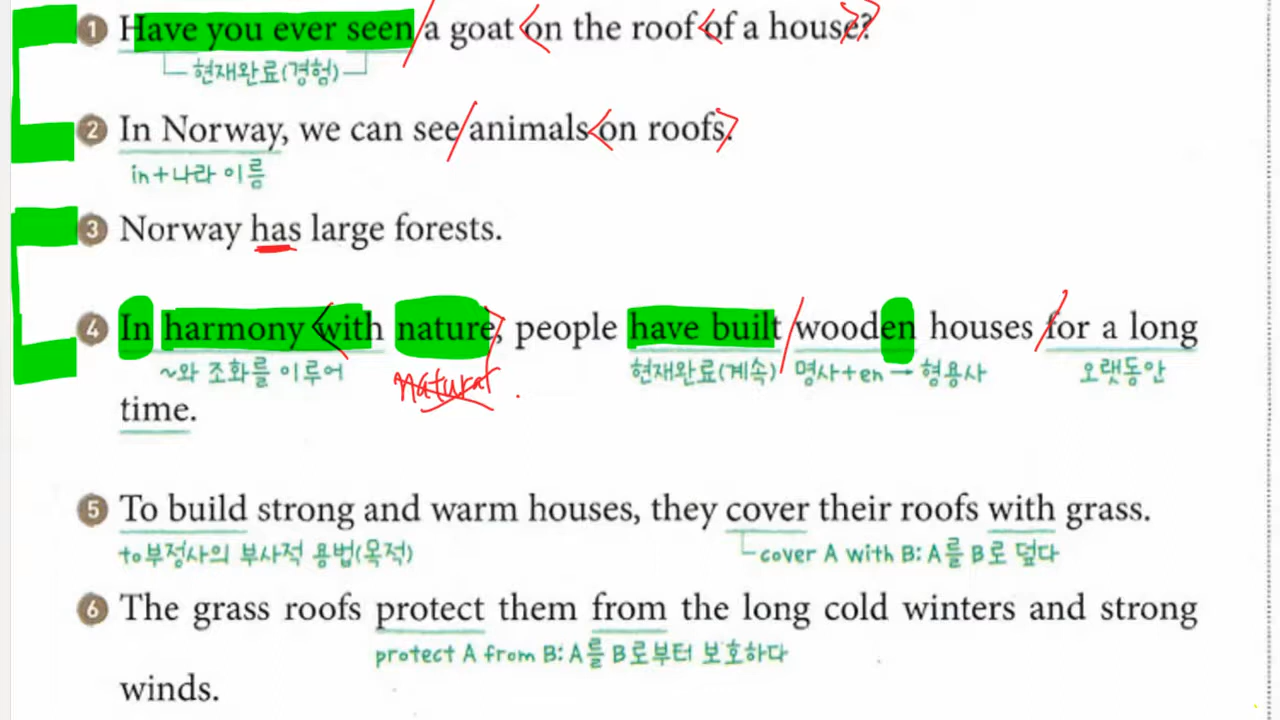 1 Have you ever seen / a goat <on the roof <of a house>>?
현재완료(경험)
2 In Norway, we can see / animals <on roofs>.
in+나라 이름
3 Norway has large forests.
4 In harmony <with nature>, people have built / wooden houses / for a long
~와 조화를 이루어 natural. 현재완료(계속) 명사+en → 형용사 오랫동안
time.
5 To build strong and warm houses, they cover their roofs with grass.
to부정사의 부사적 용법(목적) cover A with B: A를 B로 덮다
6 The grass roofs protect them from the long cold winters and strong
protect A from B: A를 B로부터 보호하다
winds.